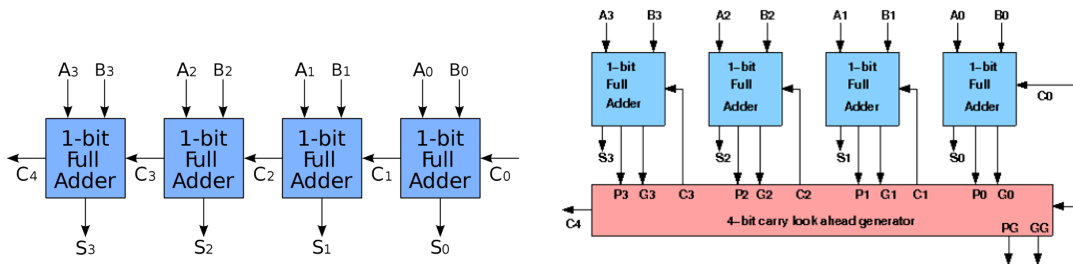 A3 B3 A2 B2 A1 B1 A0 B0
1-bit Full Adder 1-bit Full Adder 1-bit Full Adder 1-bit Full Adder
C4 C3 C2 C1 C0
S3 S2 S1 S0
A3 B3 A2 B2 A1 B1 A0 B0
1-bit Full Adder 1-bit Full Adder 1-bit Full Adder 1-bit Full Adder
C0
S3 S2 S1 S0
P3 G3 C3 P2 G2 C2 P1 G1 C1 P0 G0
C4 4-bit carry look ahead generator
PG GG